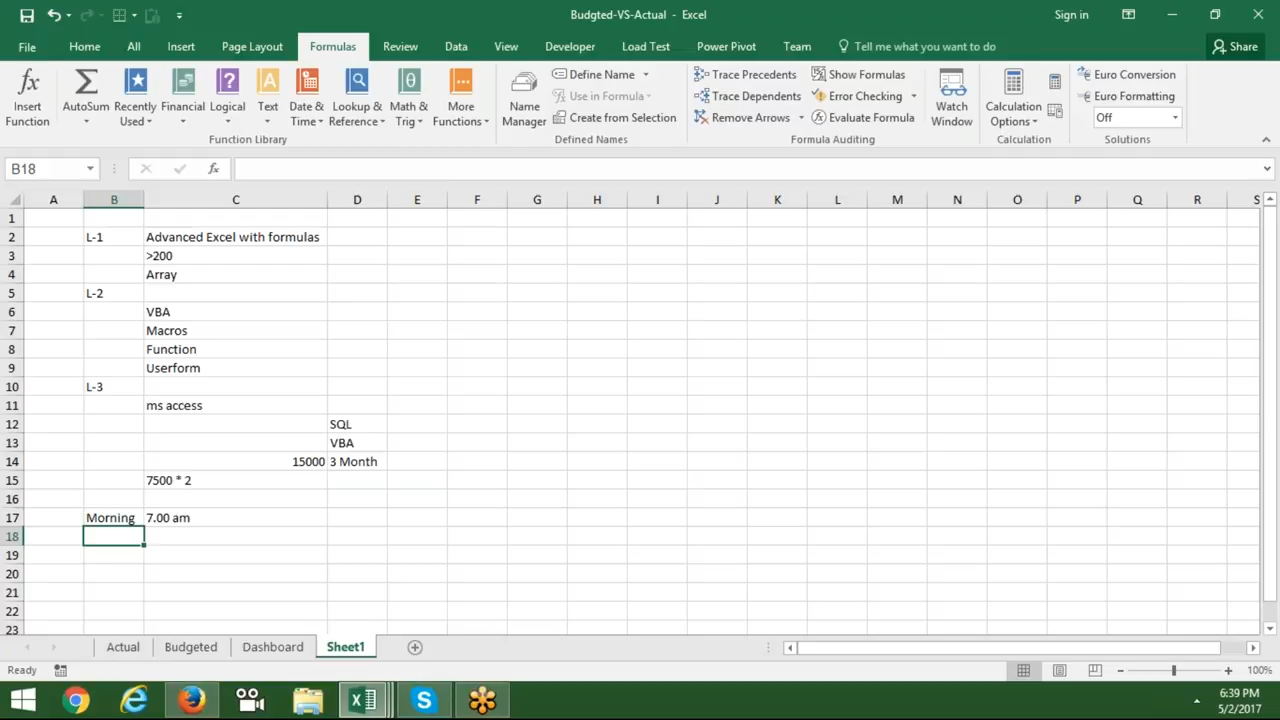 Budgted-VS-Actual - Excel
Sign in
File Home All Insert Page Layout Formulas Review Data View Developer Load Test Power Pivot Team Tell me what you want to do Share
Insert Function
AutoSum
Recently Used
Financial
Logical
Text
Date & Time
Lookup & Reference
Math & Trig
More Functions
Function Library
Name Manager
Define Name
Use in Formula
Create from Selection
Defined Names
Trace Precedents
Trace Dependents
Remove Arrows
Show Formulas
Error Checking
Evaluate Formula
Formula Auditing
Watch Window
Calculation Options
Calculation
Euro Conversion
Euro Formatting
Off
Solutions
B18
fx
A B C D E F G H I J K L M N O P Q R S
1
2 L-1 Advanced Excel with formulas
3 >200
4 Array
5 L-2
6 VBA
7 Macros
8 Function
9 Userform
10 L-3
11 ms access
12 SQL
13 VBA
14 15000 3 Month
15 7500 * 2
16
17 Morning 7.00 am
18
19
20
21
22
23
Actual Budgeted Dashboard Sheet1
Ready
100%
6:39 PM
5/2/2017